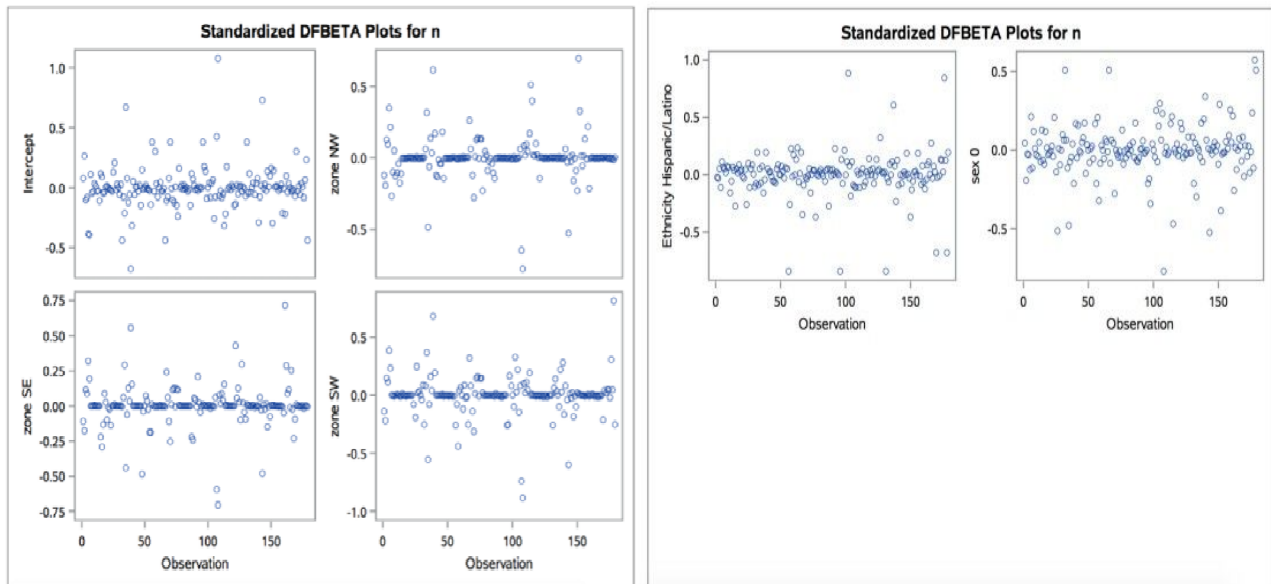 Standardized DFBETA Plots for n
Intercept
1.0
0.5
0.0
-0.5
zone NW
0.5
0.0
-0.5
zone SE
0.75
0.50
0.25
0.00
-0.25
-0.50
-0.75
0 50 100 150
Observation
zone SW
0.5
0.0
-0.5
-1.0
0 50 100 150
Observation
Standardized DFBETA Plots for n
Ethnicity Hispanic/Latino
1.0
0.5
0.0
-0.5
0 50 100 150
Observation
sex 0
0.5
0.0
-0.5
0 50 100 150
Observation